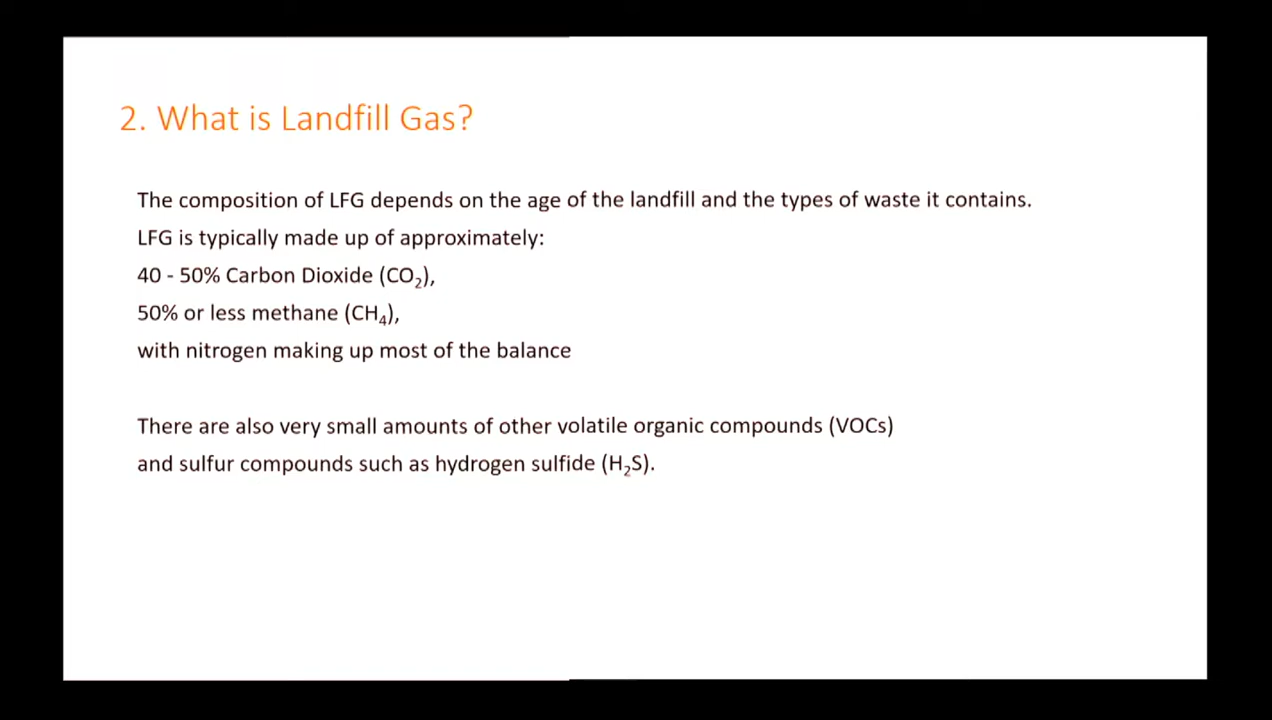 2. What is Landfill Gas?
The composition of LFG depends on the age of the landfill and the types of waste it contains.
LFG is typically made up of approximately:
40 - 50% Carbon Dioxide (CO₂),
50% or less methane (CH₄),
with nitrogen making up most of the balance
There are also very small amounts of other volatile organic compounds (VOCs)
and sulfur compounds such as hydrogen sulfide (H₂S).